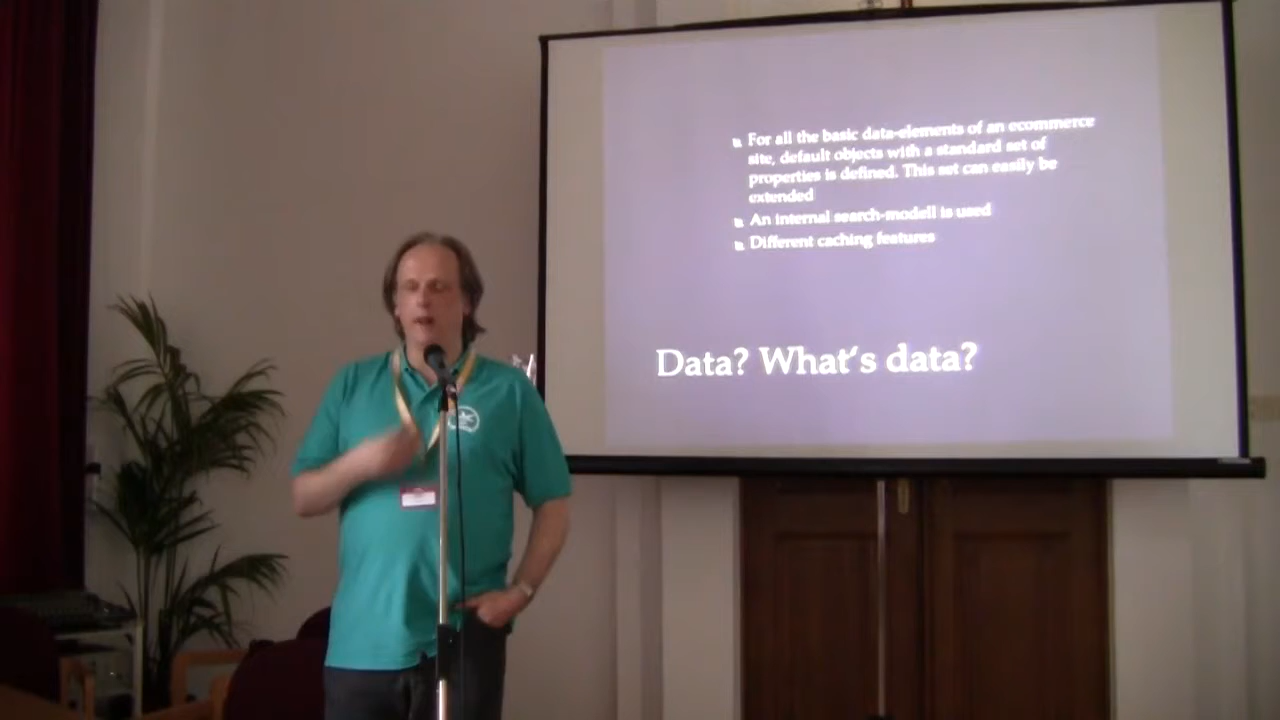 For all the basic data-elements of an ecommerce
site, default objects with a standard set of
properties is defined. This set can easily be
extended
An internal search-modell is used
Different caching features
Data? What's data?